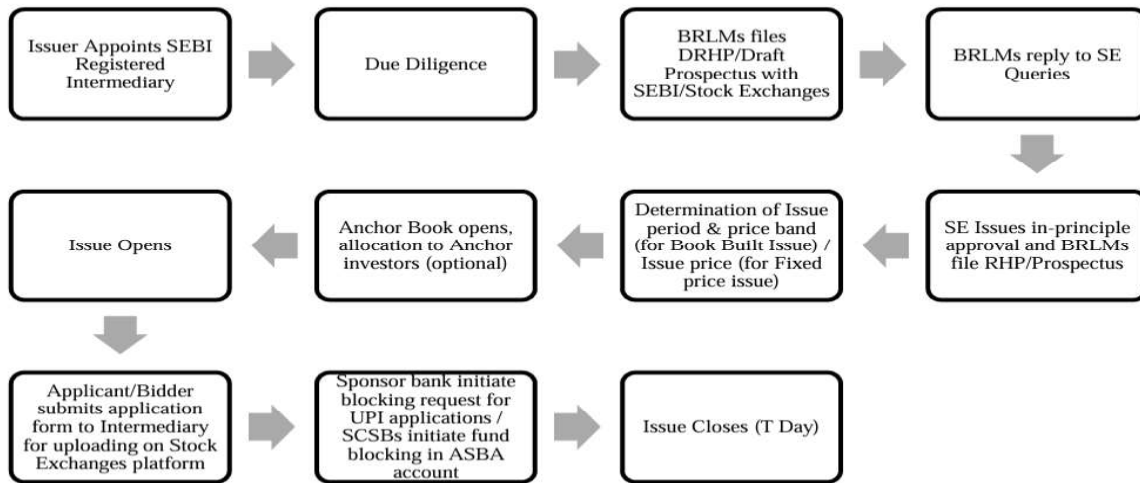 Issuer Appoints SEBI
Registered
Intermediary
Due Diligence
BRLMs files
DRHP/Draft
Prospectus with
SEBI/Stock Exchanges
BRLMs reply to SE
Queries
SE Issues in-principle
approval and BRLMs
file RHP/Prospectus
Determination of Issue
period & price band
(for Book Built Issue) /
Issue price (for Fixed
price issue)
Anchor Book opens,
allocation to Anchor
investors (optional)
Issue Opens
Applicant/Bidder
submits application
form to Intermediary
for uploading on Stock
Exchanges platform
Sponsor bank initiate
blocking request for
UPI applications /
SCSBs initiate fund
blocking in ASBA
account
Issue Closes (T Day)